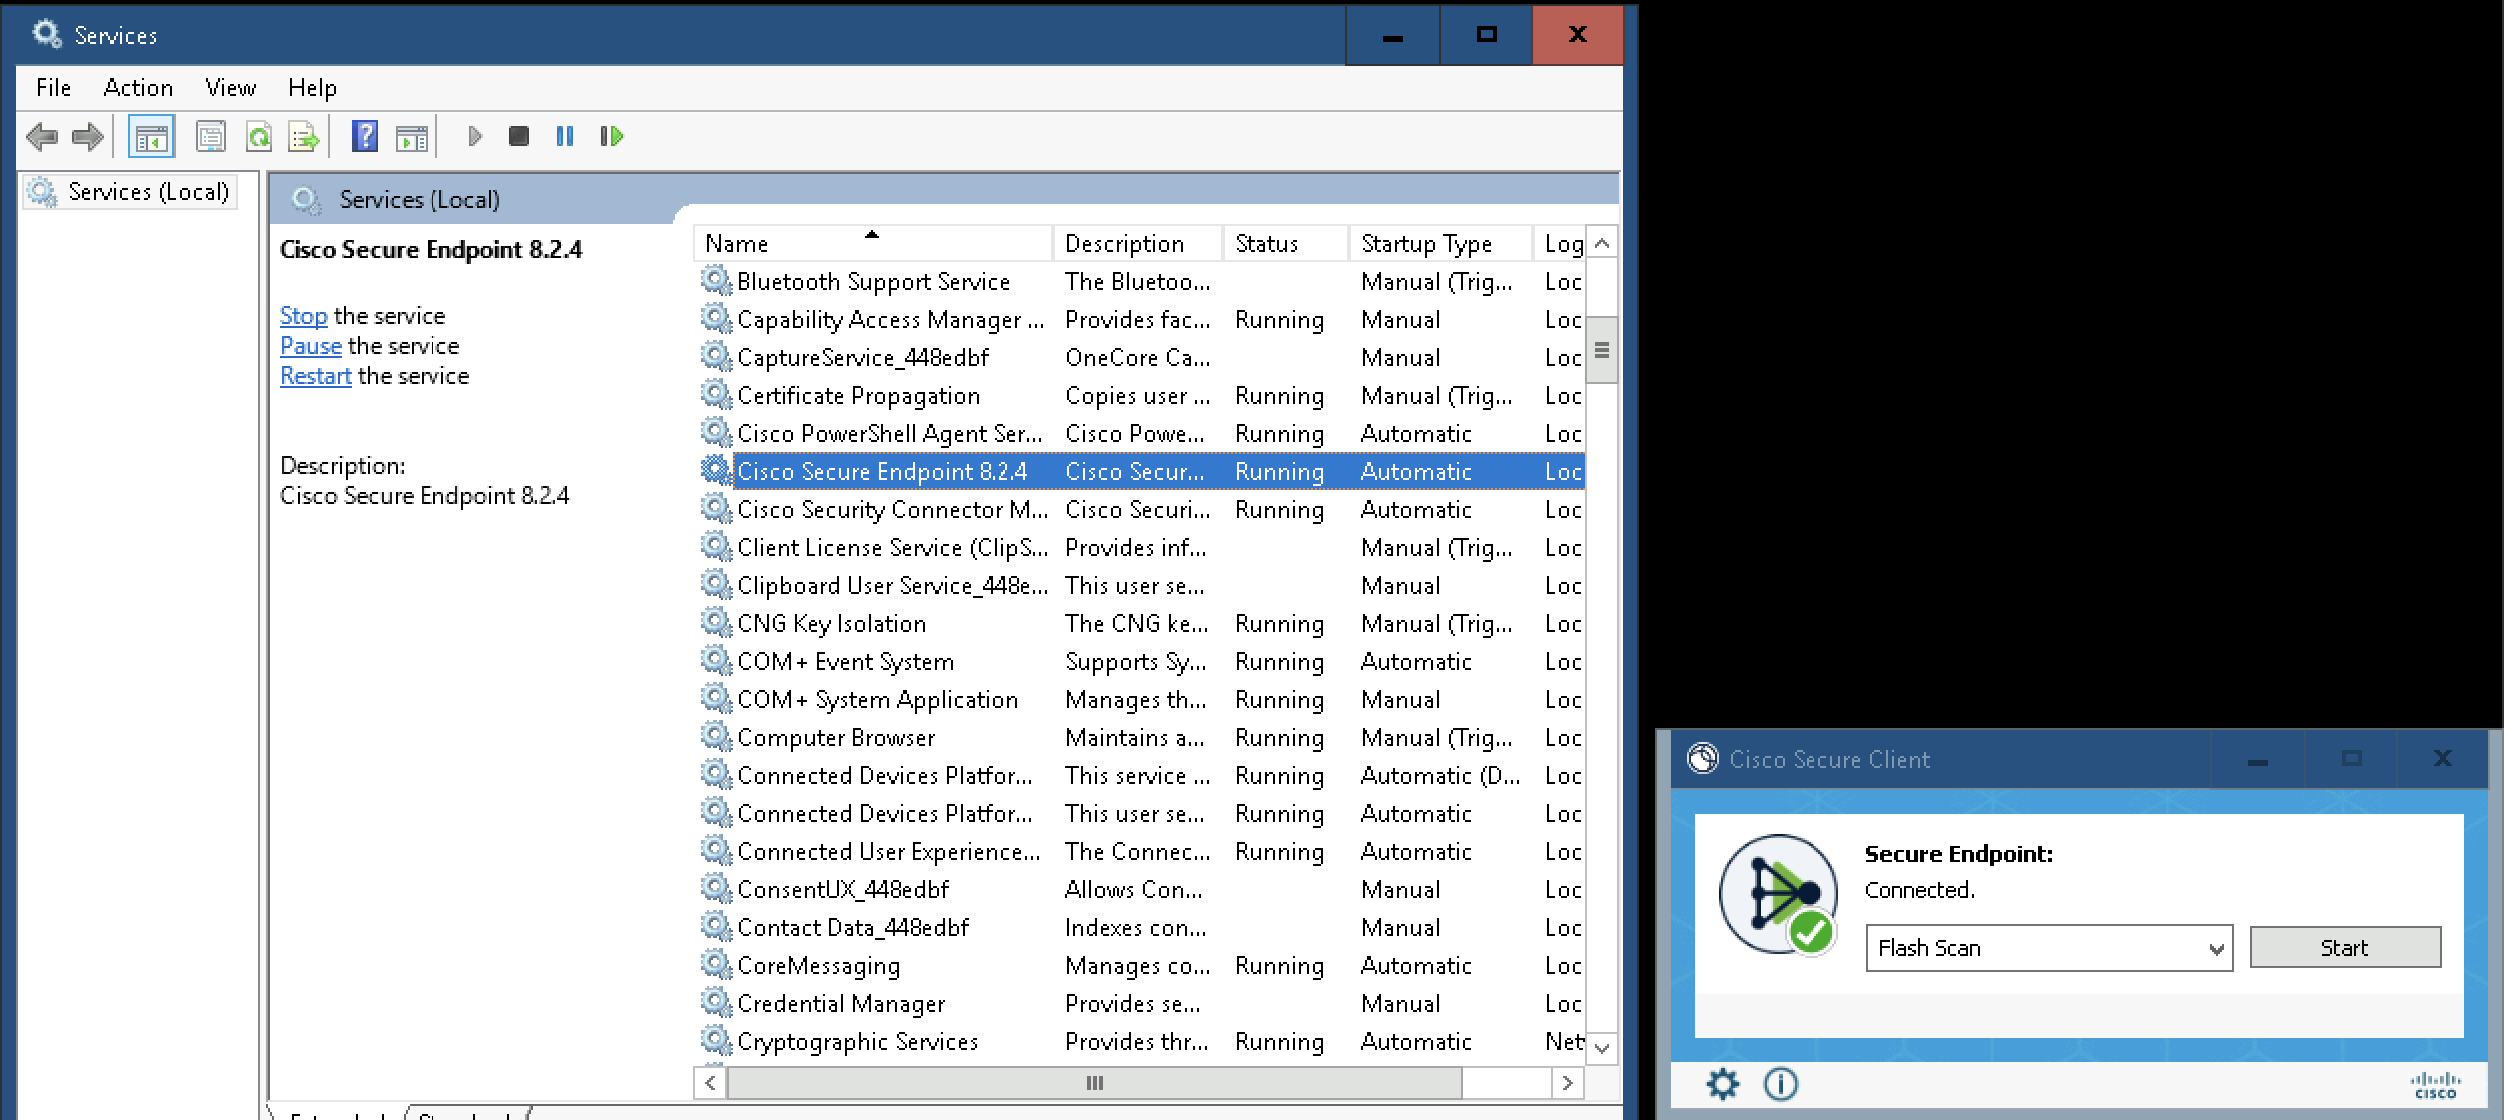 Services
File Action View Help
Services (Local)
Services (Local)
Cisco Secure Endpoint 8.2.4
Stop the service
Pause the service
Restart the service
Description:
Cisco Secure Endpoint 8.2.4
Name Description Status Startup Type Log
Bluetooth Support Service The Bluetoo... Manual (Trig... Loc
Capability Access Manager ... Provides fac... Running Manual Loc
CaptureService_448edbf OneCore Ca... Manual Loc
Certificate Propagation Copies user ... Running Manual (Trig... Loc
Cisco PowerShell Agent Ser... Cisco Powe... Running Automatic Loc
Cisco Secure Endpoint 8.2.4 Cisco Secur... Running Automatic Loc
Cisco Security Connector M... Cisco Securi... Running Automatic Loc
Client License Service (ClipS... Provides inf... Manual (Trig... Loc
Clipboard User Service_448e... This user se... Manual Loc
CNG Key Isolation The CNG ke... Running Manual (Trig... Loc
COM+ Event System Supports Sy... Running Automatic Loc
COM+ System Application Manages th... Running Manual Loc
Computer Browser Maintains a... Running Manual (Trig... Loc
Connected Devices Platfor... This service ... Running Automatic (D... Loc
Connected Devices Platfor... This user se... Running Automatic Loc
Connected User Experience... The Connec... Running Automatic Loc
ConsentUX_448edbf Allows Con... Manual Loc
Contact Data_448edbf Indexes con... Manual Loc
CoreMessaging Manages co... Running Automatic Loc
Credential Manager Provides se... Manual Loc
Cryptographic Services Provides thr... Running Automatic Net
Cisco Secure Client
Secure Endpoint:
Connected.
Flash Scan Start
cisco